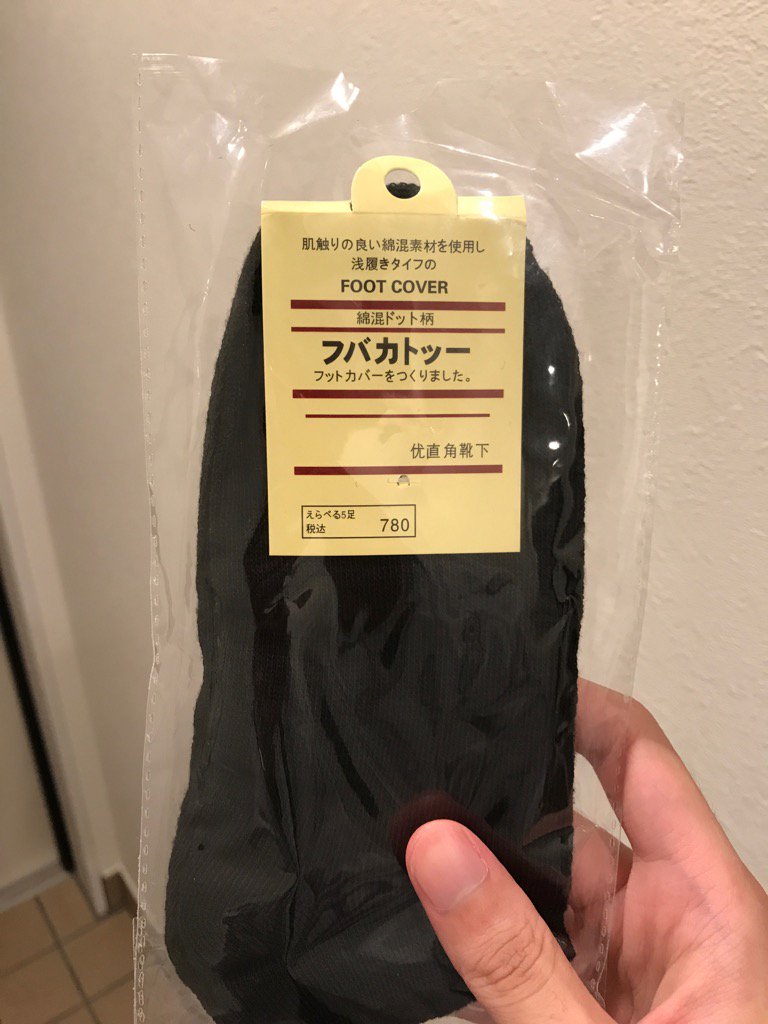 肌触りの良い綿混素材を使用し
浅履きタイフの
FOOT COVER
綿混ドット柄
フバカトッー
フットカバーをつくりました。
优直角靴下
えらべる5足
税达 780